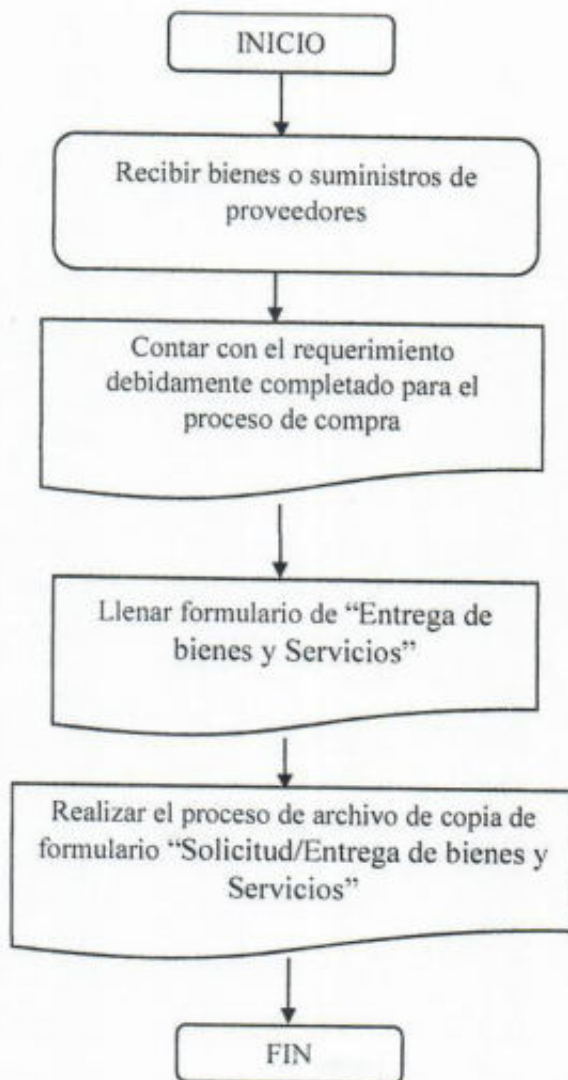 INICIO
Recibir bienes o suministros de
proveedores
Contar con el requerimiento
debidamente completado para el
proceso de compra
Llenar formulario de “Entrega de
bienes y Servicios”
Realizar el proceso de archivo de copia de
formulario “Solicitud/Entrega de bienes y
Servicios”
FIN